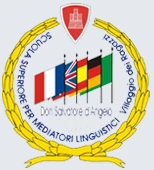 SCUOLA SUPERIORE PER MEDIATORI LINGUISTICI Villaggio dei Ragazzi
Don Salvatore d'Angelo